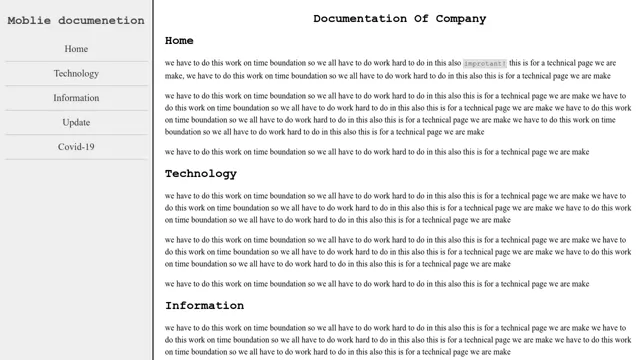 Moblie documenetion
Home
Technology
Information
Update
Covid-19
Documentation Of Company
Home
we have to do this work on time boundation so we all have to do work hard to do in this also improtant? this is for a technical page we are
make, we have to do this work on time boundation so we all have to do work hard to do in this also this is for a technical page we are make
we have to do this work on time boundation so we all have to do work hard to do in this also this is for a technical page we are make we have to
do this work on time boundation so we all have to do work hard to do in this also this is for a technical page we are make we have to do this work
on time boundation so we all have to do work hard to do in this also this is for a technical page we are make we have to do this work on time
boundation so we all have to do work hard to do in this also this is for a technical page we are make
we have to do this work on time boundation so we all have to do work hard to do in this also this is for a technical page we are make
Technology
we have to do this work on time boundation so we all have to do work hard to do in this also this is for a technical page we are make we have to
do this work on time boundation so we all have to do work hard to do in this also this is for a technical page we are make we have to do this work
on time boundation so we all have to do work hard to do in this also this is for a technical page we are make
we have to do this work on time boundation so we all have to do work hard to do in this also this is for a technical page we are make we have to
do this work on time boundation so we all have to do work hard to do in this also this is for a technical page we are make we have to do this work
on time boundation so we all have to do work hard to do in this also this is for a technical page we are make
we have to do this work on time boundation so we all have to do work hard to do in this also this is for a technical page we are make
Information
we have to do this work on time boundation so we all have to do work hard to do in this also this is for a technical page we are make we have to
do this work on time boundation so we all have to do work hard to do in this also this is for a technical page we are make we have to do this work
on time boundation so we all have to do work hard to do in this also this is for a technical page we are make